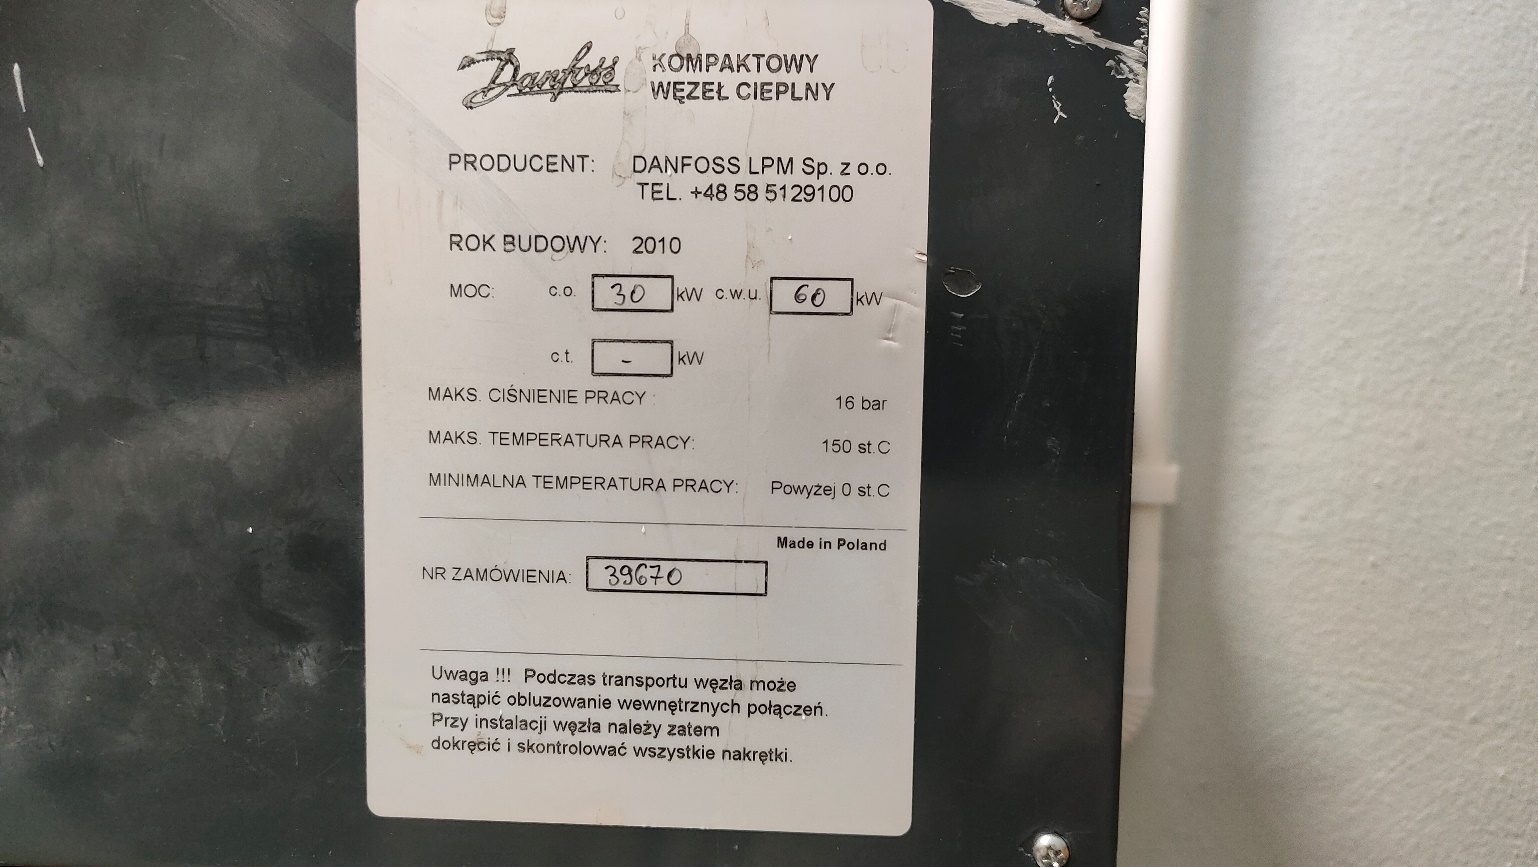 Danfoss KOMPAKTOWY
WĘZEŁ CIEPLNY
PRODUCENT: DANFOSS LPM Sp. z o.o.
TEL. +48 58 5129100
ROK BUDOWY: 2010
MOC: c.o. 30 kW c.w.u. 60 kW
c.t. - kW
MAKS. CIŚNIENIE PRACY : 16 bar
MAKS. TEMPERATURA PRACY: 150 st.C
MINIMALNA TEMPERATURA PRACY: Powyżej 0 st.C
Made in Poland
NR ZAMÓWIENIA: 39670
Uwaga !!! Podczas transportu węzła może
nastąpić obluzowanie wewnętrznych połączeń.
Przy instalacji węzła należy zatem
dokręcić i skontrolować wszystkie nakrętki.